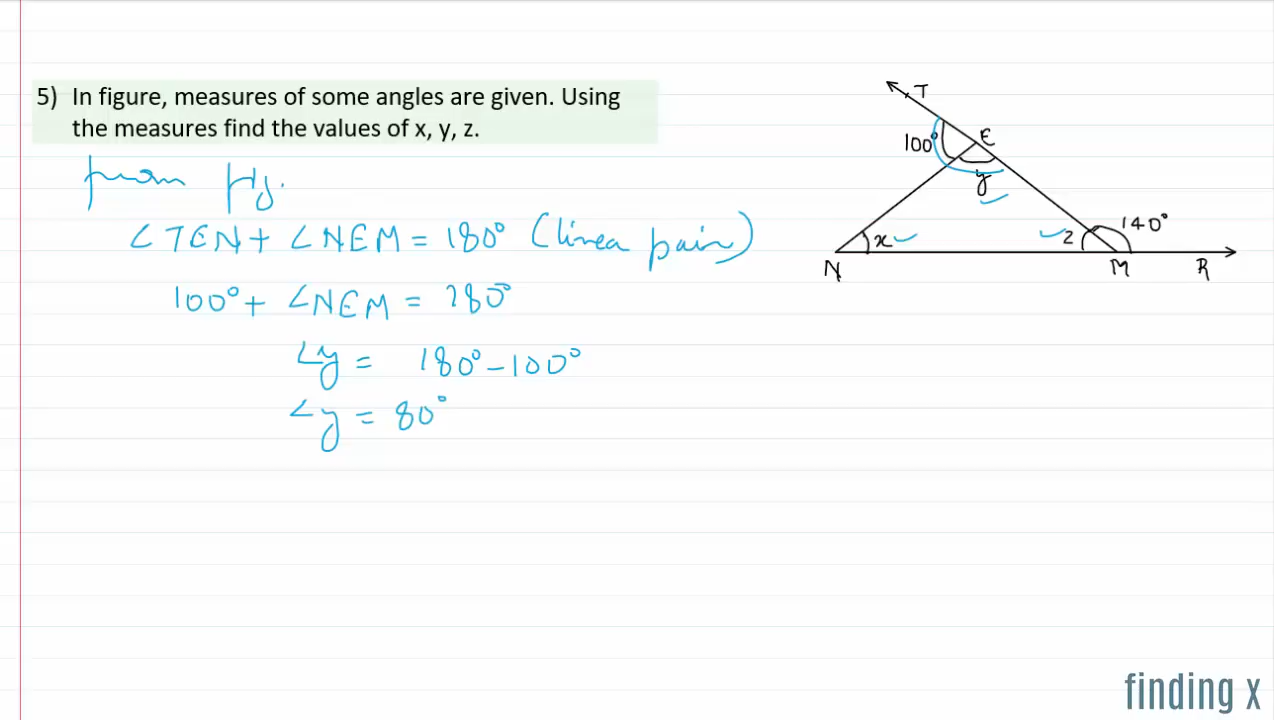 5) In figure, measures of some angles are given. Using
the measures find the values of x, y, z.
from fig.
∠TEN + ∠NEM = 180° (linea pair)
100° + ∠NEM = 180°
∠y = 180° - 100°
∠y = 80°
T
E
100°
y
140°
x
z
N
M
R
finding x